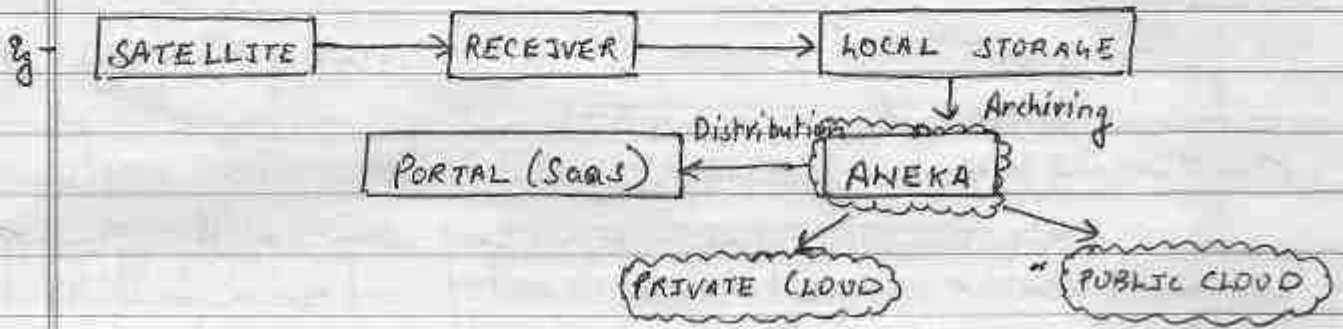 Eg -
SATELLITE
RECEIVER
LOCAL STORAGE
Archiving
Distribution
PORTAL (SaaS)
ANEKA
PRIVATE CLOUD
PUBLIC CLOUD